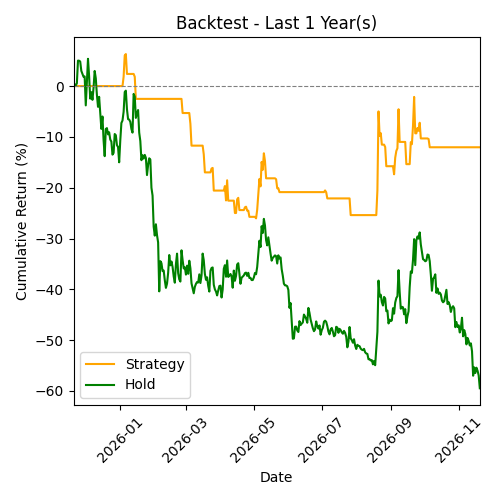 Backtest - Last 1 Year(s)
Cumulative Return (%)
0
−10
−20
−30
−40
−50
−60
Strategy
Hold
2026-01
2026-03
2026-05
2026-07
2026-09
2026-11
Date